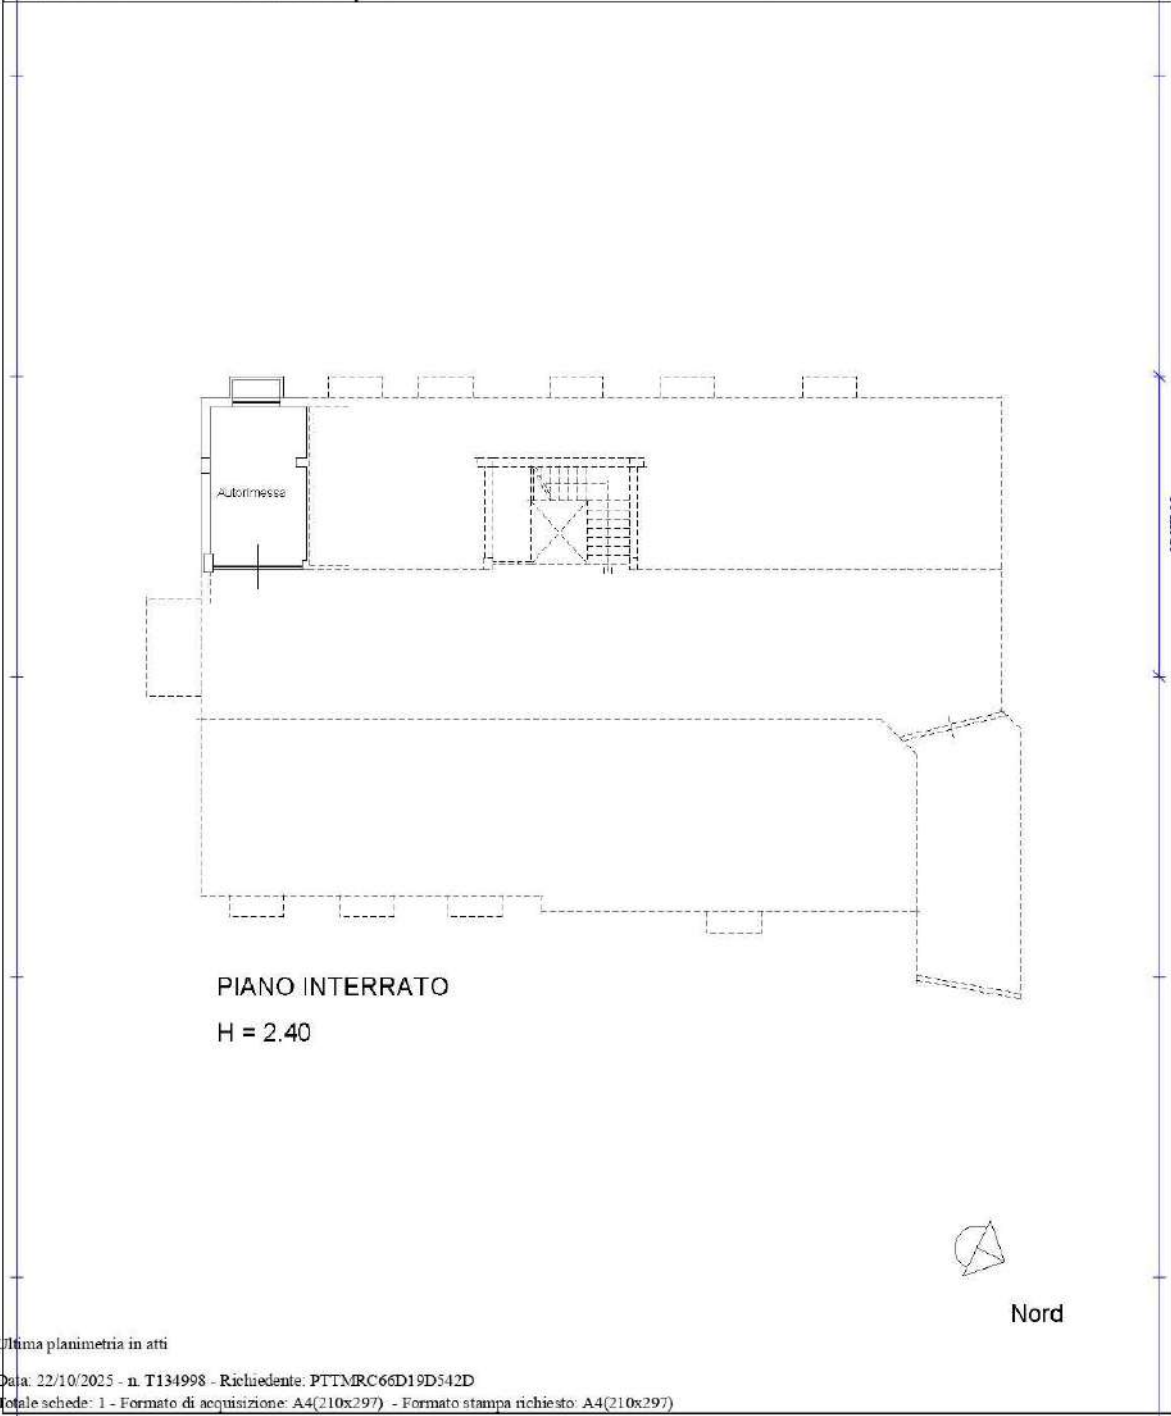 Autorimessa
PIANO INTERRATO
H = 2.40
Nord
Ultima planimetria in atti
Data: 22/10/2025 - n. T134998 - Richiedente: PTTMRC66D19D542D
Totale schede: 1 - Formato di acquisizione: A4(210x297) - Formato stampa richiesto: A4(210x297)